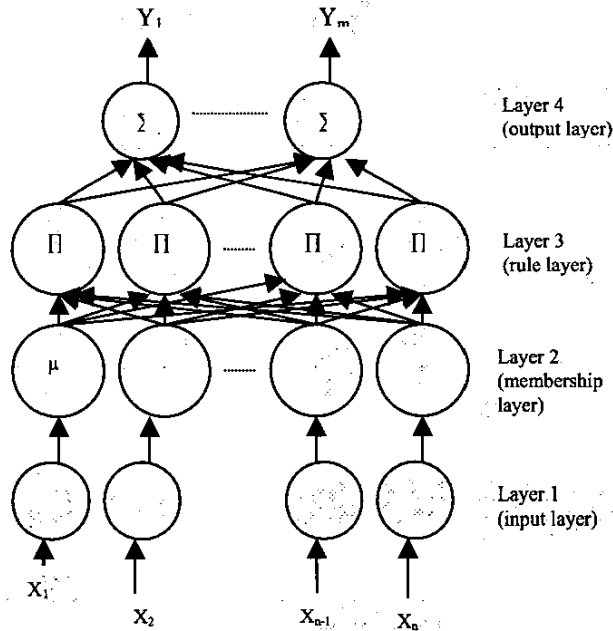 Y₁ Yₘ
∑ ∑
Layer 4
(output layer)
∏ ∏ ∏ ∏
Layer 3
(rule layer)
μ
Layer 2
(membership
layer)
Layer 1
(input layer)
X₁ X₂ Xₙ₋₁ Xₙ